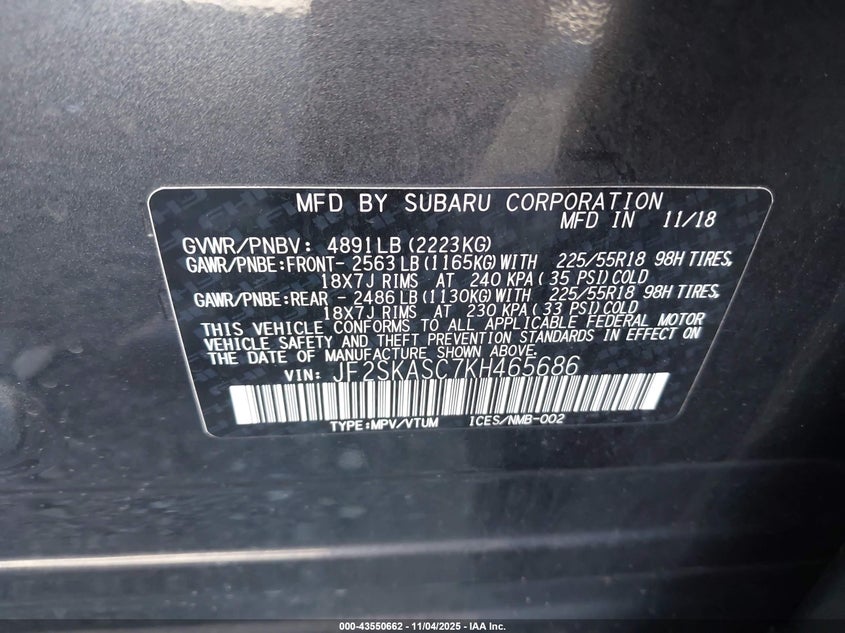 MFD BY SUBARU CORPORATION
MFD IN 11/18
GVWR/PNBV: 4891LB(2223KG)
GAWR/PNBE:FRONT- 2563LB(1165KG)WITH 225/55R18 98H TIRES,
18X7J RIMS AT 240 KPA(35 PSI)COLD
GAWR/PNBE:REAR - 2486LB(1130KG)WITH 225/55R18 98H TIRES,
18X7J RIMS AT 230 KPA(33 PSI)COLD
THIS VEHICLE CONFORMS TO ALL APPLICABLE FEDERAL MOTOR
VEHICLE SAFETY AND THEFT PREVENTION STANDARDS IN EFFECT ON
THE DATE OF MANUFACTURE SHOWN ABOVE.
VIN: JF2SKASC7KH465686
TYPE:MPV/VTUM ICES/NMB-002
000-43550662 - 11/04/2025 - IAA Inc.